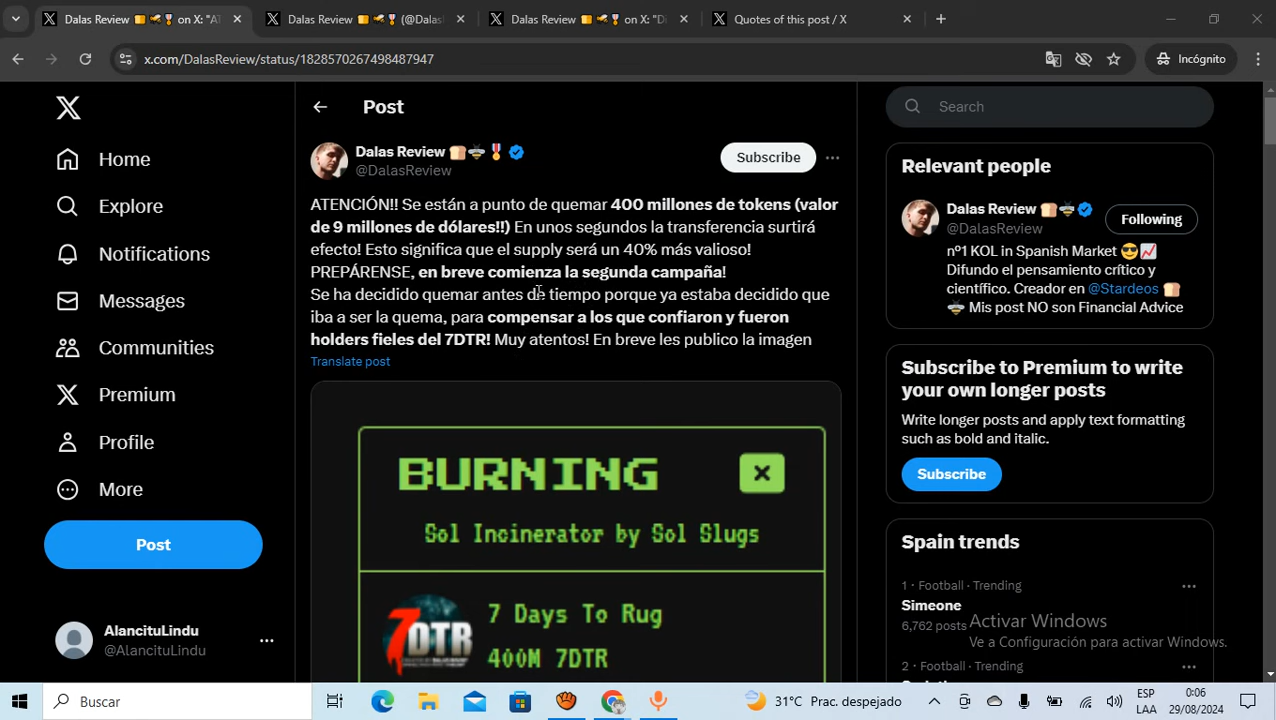 Dalas Review on X: "A
Dalas Review (@Dalas
Dalas Review on X: "D
Quotes of this post / X
x.com/DalasReview/status/1828570267498487947
Incógnito
Home
Explore
Notifications
Messages
Communities
Premium
Profile
More
Post
AlancituLindu
@AlancituLindu
Post
Dalas Review
@DalasReview
Subscribe
ATENCIÓN!! Se están a punto de quemar 400 millones de tokens (valor
de 9 millones de dólares!!) En unos segundos la transferencia surtirá
efecto! Esto significa que el supply será un 40% más valioso!
PREPÁRENSE, en breve comienza la segunda campaña!
Se ha decidido quemar antes de tiempo porque ya estaba decidido que
iba a ser la quema, para compensar a los que confiaron y fueron
holders fieles del 7DTR! Muy atentos! En breve les publico la imagen
Translate post
BURNING
Sol Incinerator by Sol Slugs
7DTR
7 Days To Rug
400M 7DTR
Search
Relevant people
Dalas Review
@DalasReview
Following
nº1 KOL in Spanish Market
Difundo el pensamiento crítico y
científico. Creador en @Stardeos
Mis post NO son Financial Advice
Subscribe to Premium to write
your own longer posts
Write longer posts and apply text formatting
such as bold and italic.
Subscribe
Spain trends
1 · Football · Trending
Simeone
6,762 posts
Activar Windows
Ve a Configuración para activar Windows.
2 · Football · Trending
Buscar
31°C Prac. despejado
ESP
LAA
0:06
29/08/2024